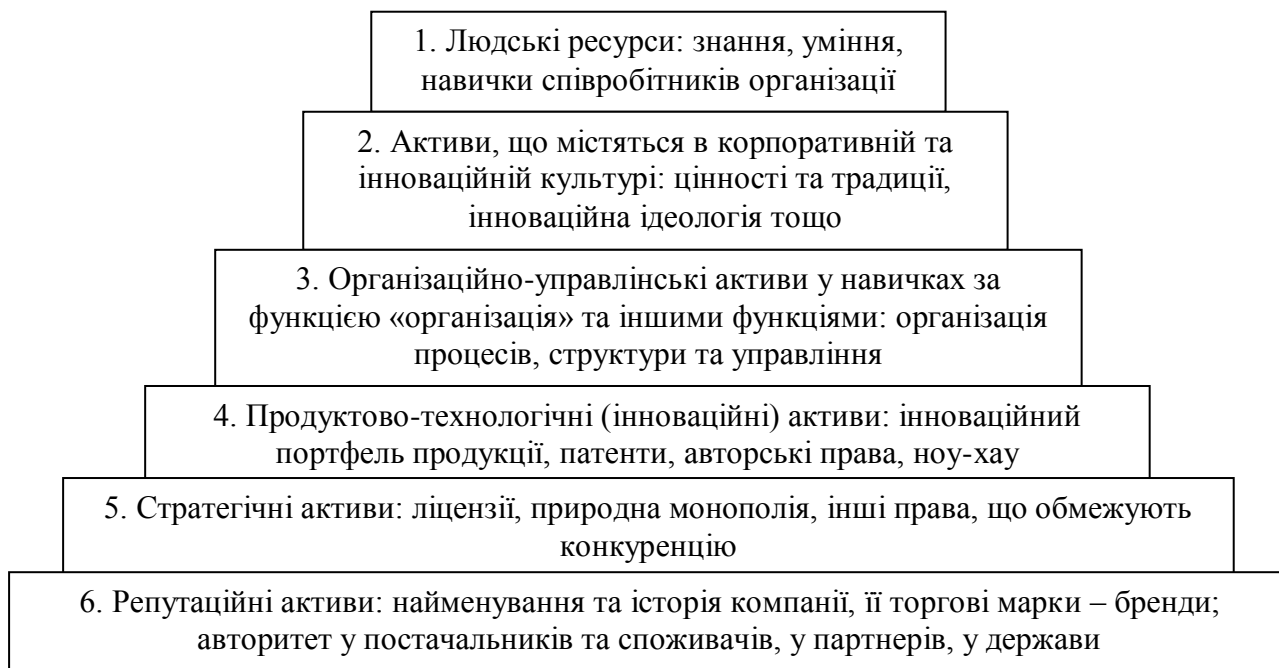 1. Людські ресурси: знання, уміння,
навички співробітників організації
2. Активи, що містяться в корпоративній та
інноваційній культурі: цінності та традиції,
інноваційна ідеологія тощо
3. Організаційно-управлінські активи у навичках за
функцією «організація» та іншими функціями: організація
процесів, структури та управління
4. Продуктово-технологічні (інноваційні) активи: інноваційний
портфель продукції, патенти, авторські права, ноу-хау
5. Стратегічні активи: ліцензії, природна монополія, інші права, що обмежують
конкуренцію
6. Репутаційні активи: найменування та історія компанії, її торгові марки – бренди;
авторитет у постачальників та споживачів, у партнерів, у держави